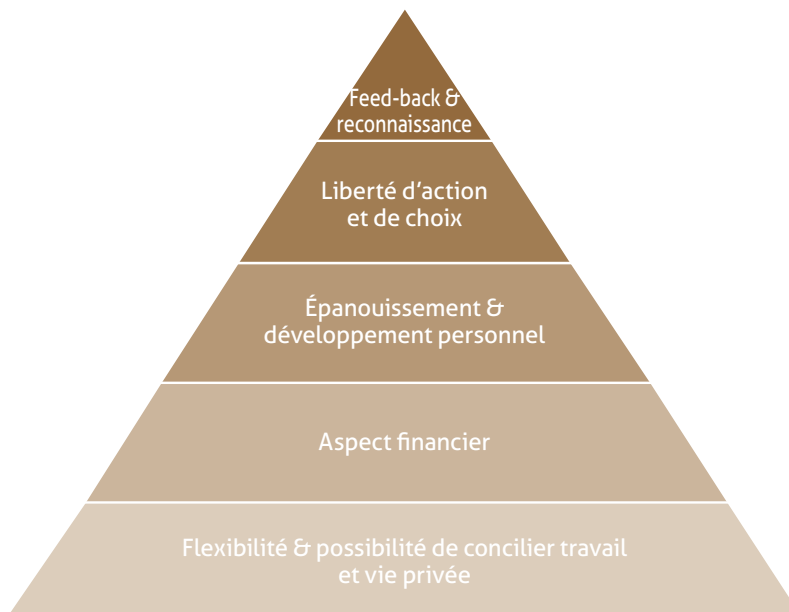 Feed-back &
reconnaissance
Liberté d’action
et de choix
Épanouissement &
développement personnel
Aspect financier
Flexibilité & possibilité de concilier travail
et vie privée